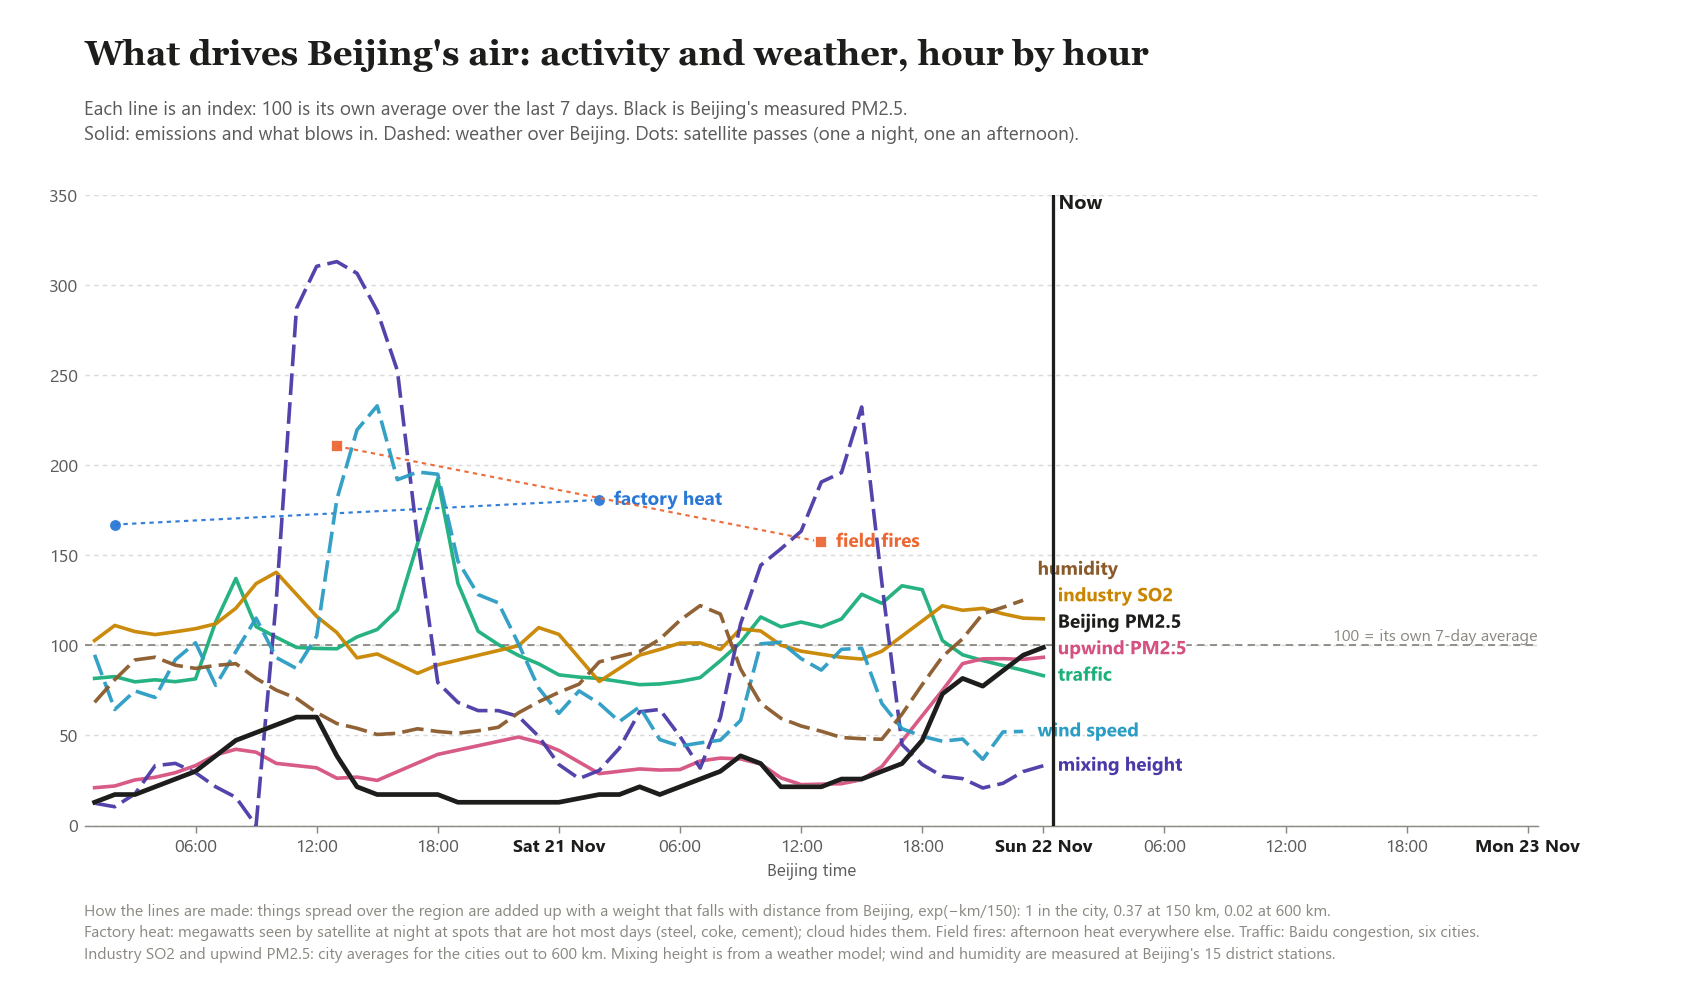 What drives Beijing's air: activity and weather, hour by hour
Each line is an index: 100 is its own average over the last 7 days. Black is Beijing's measured PM2.5.
Solid: emissions and what blows in. Dashed: weather over Beijing. Dots: satellite passes (one a night, one an afternoon).
350
Now
300
250
200
factory heat
150
field fires
humidity
industry SO2
Beijing PM2.5
100
100 = its own 7-day average
upwind PM2.5
traffic
50
wind speed
mixing height
0
06:00 12:00 18:00 Sat 21 Nov 06:00 12:00 18:00 Sun 22 Nov 06:00 12:00 18:00 Mon 23 Nov
Beijing time
How the lines are made: things spread over the region are added up with a weight that falls with distance from Beijing, exp(−km/150): 1 in the city, 0.37 at 150 km, 0.02 at 600 km.
Factory heat: megawatts seen by satellite at night at spots that are hot most days (steel, coke, cement); cloud hides them. Field fires: afternoon heat everywhere else. Traffic: Baidu congestion, six cities.
Industry SO2 and upwind PM2.5: city averages for the cities out to 600 km. Mixing height is from a weather model; wind and humidity are measured at Beijing's 15 district stations.